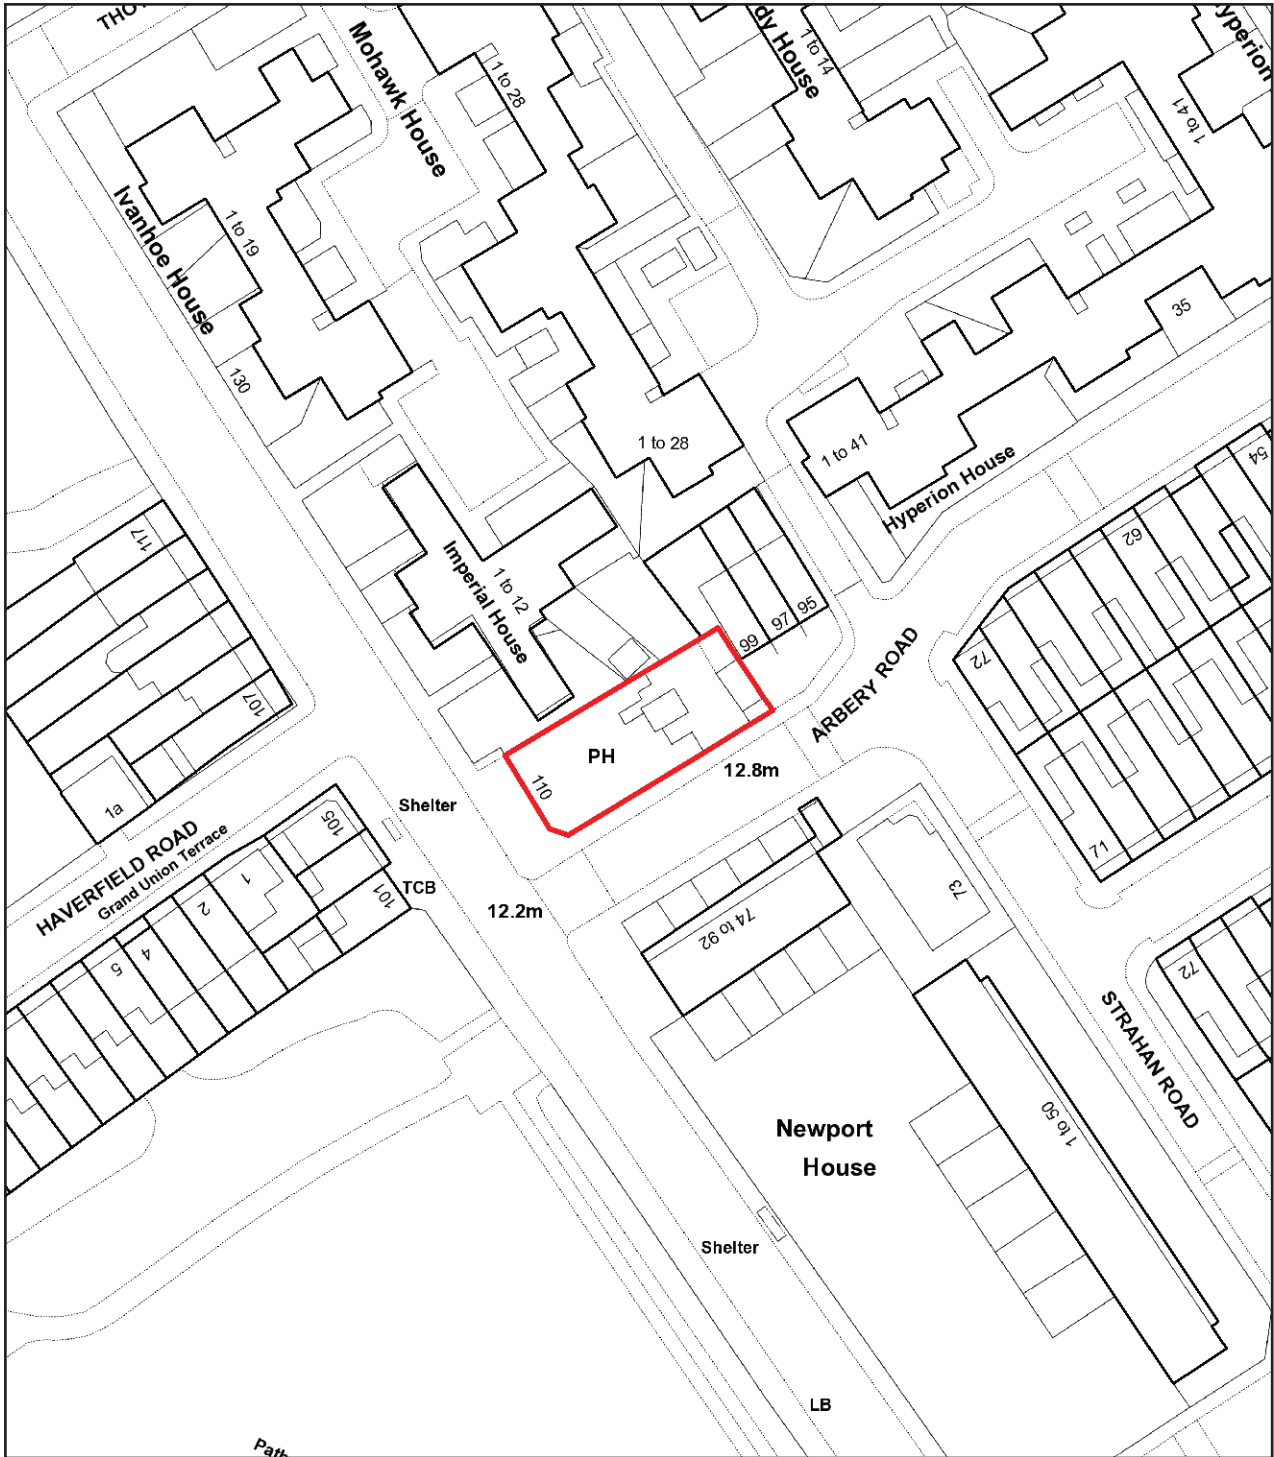 Mohawk House
1 to 28
1 to 14
1 to 41
Ivanhoe House
1 to 19
130
35
1 to 28
1 to 41
Hyperion House
54
62
117
Imperial House
1 to 12
99
97
95
72
ARBERY ROAD
107
PH
110
12.8m
1a
Shelter
HAVERFIELD ROAD
Grand Union Terrace
105
71
TCB
101
1
2
4
5
12.2m
74 to 92
73
72
STRAHAN ROAD
1 to 50
Newport
House
Shelter
LB
Path